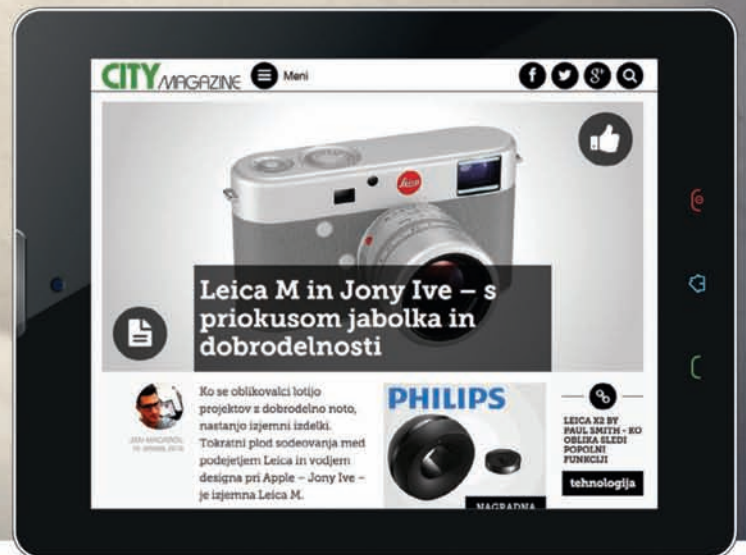 CITY MAGAZINE
Meni
Leica
Leica M in Jony Ive – s
priokusom jabolka in
dobrodelnosti
Ko se oblikovalci lotijo
projektov z dobrodelno noto,
nastanjo izjemni izdelki.
Tokratni plod sodeovanja med
podejetjem Leica in vodjem
designa pri Apple – Jony Ive –
je izjemna Leica M.
PHILIPS
NAGRADNA
LEICA X2 BY
PAUL SMITH - KO
OBLIKA SLEDI
POPOLNI
FUNKCIJI
tehnologija